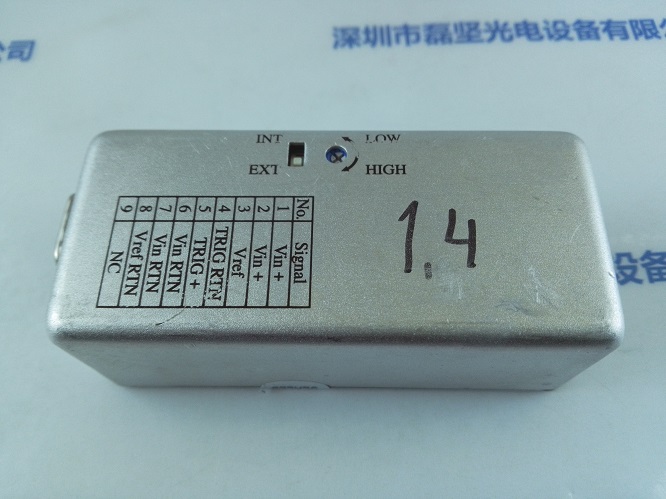 公司
深圳市磊坚光电设备有限
INT
LOW
EXT
HIGH
No. Signal
1 Vin +
2 Vin +
3 Vref
4 TRIG RTN
5 TRIG +
6 Vin RTN
7 Vin RTN
8 Vref RTN
9 NC
1.4
设备